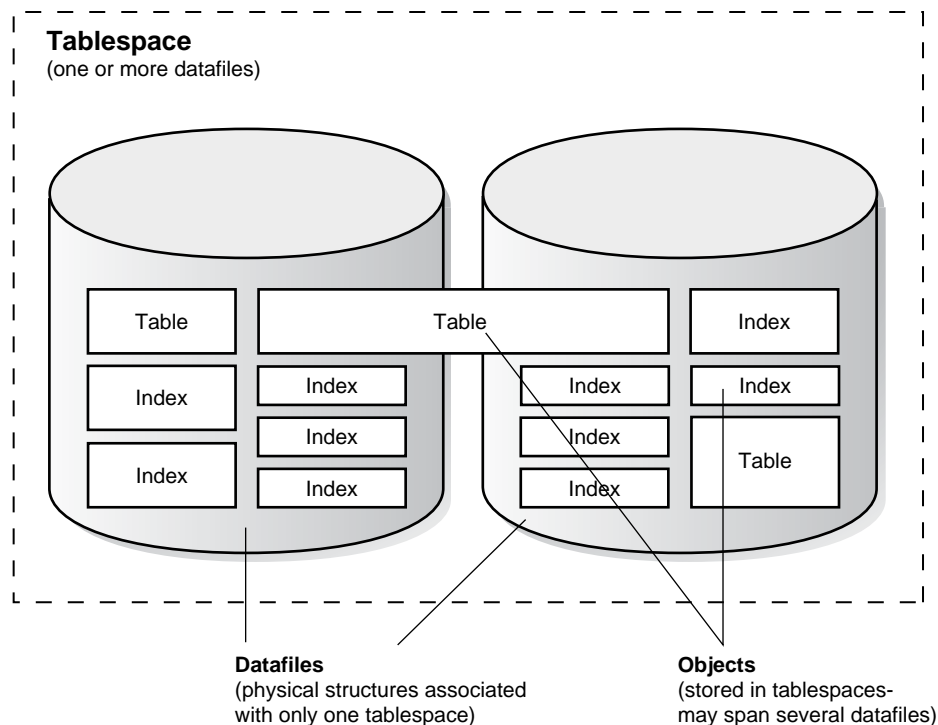 Tablespace
(one or more datafiles)
Table
Table
Index
Index
Index
Index
Index
Index
Index
Index
Table
Index
Index
Index
Datafiles
(physical structures associated
with only one tablespace)
Objects
(stored in tablespaces-
may span several datafiles)